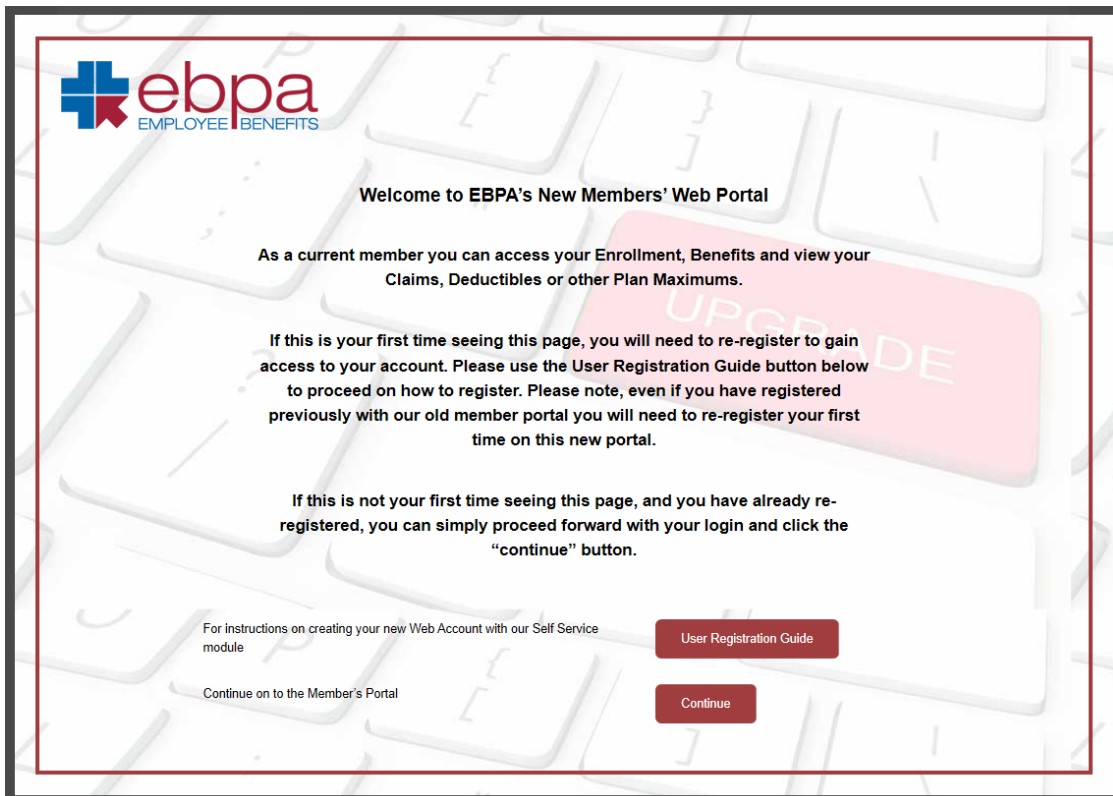 ebpa
EMPLOYEE BENEFITS
Welcome to EBPA's New Members' Web Portal
As a current member you can access your Enrollment, Benefits and view your
Claims, Deductibles or other Plan Maximums.
UPGRADE
If this is your first time seeing this page, you will need to re-register to gain
access to your account. Please use the User Registration Guide button below
to proceed on how to register. Please note, even if you have registered
previously with our old member portal you will need to re-register your first
time on this new portal.
If this is not your first time seeing this page, and you have already re-
registered, you can simply proceed forward with your login and click the
“continue” button.
For instructions on creating your new Web Account with our Self Service
module
User Registration Guide
Continue on to the Member's Portal
Continue